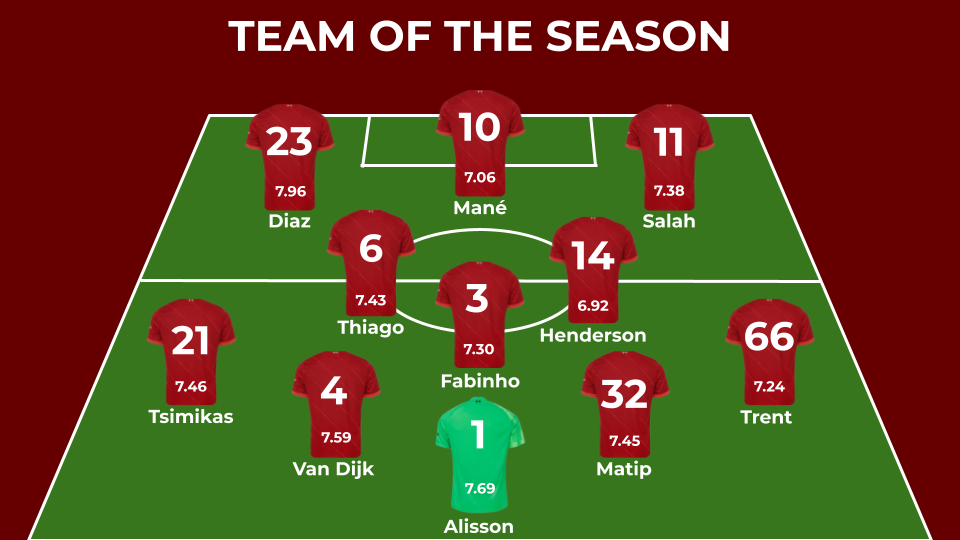 TEAM OF THE SEASON
10
7.06
Mané
23
7.96
Diaz
11
7.38
Salah
6
7.43
Thiago
14
6.92
Henderson
3
7.30
Fabinho
21
7.46
Tsimikas
66
7.24
Trent
4
7.59
Van Dijk
32
7.45
Matip
1
7.69
Alisson